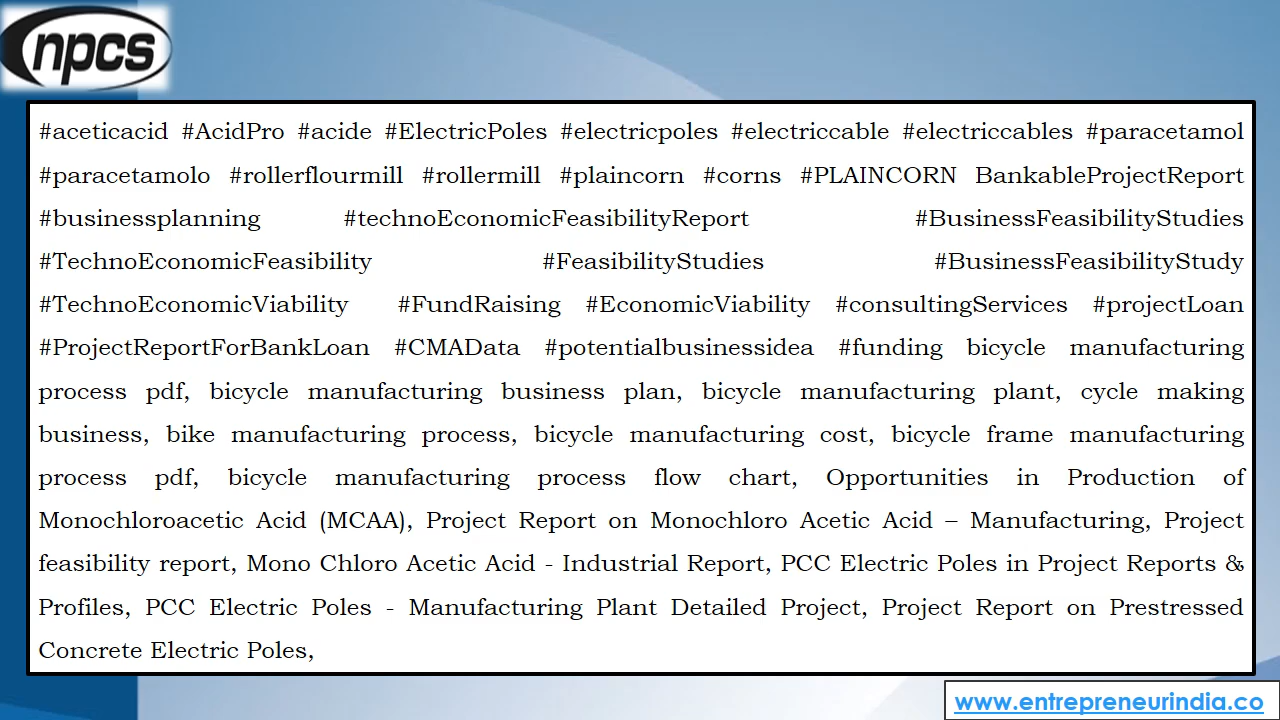 npcs
#aceticacid #AcidPro #acide #ElectricPoles #electricpoles #electriccable #electriccables #paracetamol
#paracetamolo #rollerflourmill #rollermill #plaincorn #corns #PLAINCORN BankableProjectReport
#businessplanning #technoEconomicFeasibilityReport #BusinessFeasibilityStudies
#TechnoEconomicFeasibility #FeasibilityStudies #BusinessFeasibilityStudy
#TechnoEconomicViability #FundRaising #EconomicViability #consultingServices #projectLoan
#ProjectReportForBankLoan #CMAData #potentialbusinessidea #funding bicycle manufacturing
process pdf, bicycle manufacturing business plan, bicycle manufacturing plant, cycle making
business, bike manufacturing process, bicycle manufacturing cost, bicycle frame manufacturing
process pdf, bicycle manufacturing process flow chart, Opportunities in Production of
Monochloroacetic Acid (MCAA), Project Report on Monochloro Acetic Acid – Manufacturing, Project
feasibility report, Mono Chloro Acetic Acid - Industrial Report, PCC Electric Poles in Project Reports &
Profiles, PCC Electric Poles - Manufacturing Plant Detailed Project, Project Report on Prestressed
Concrete Electric Poles,
www.entrepreneurindia.co